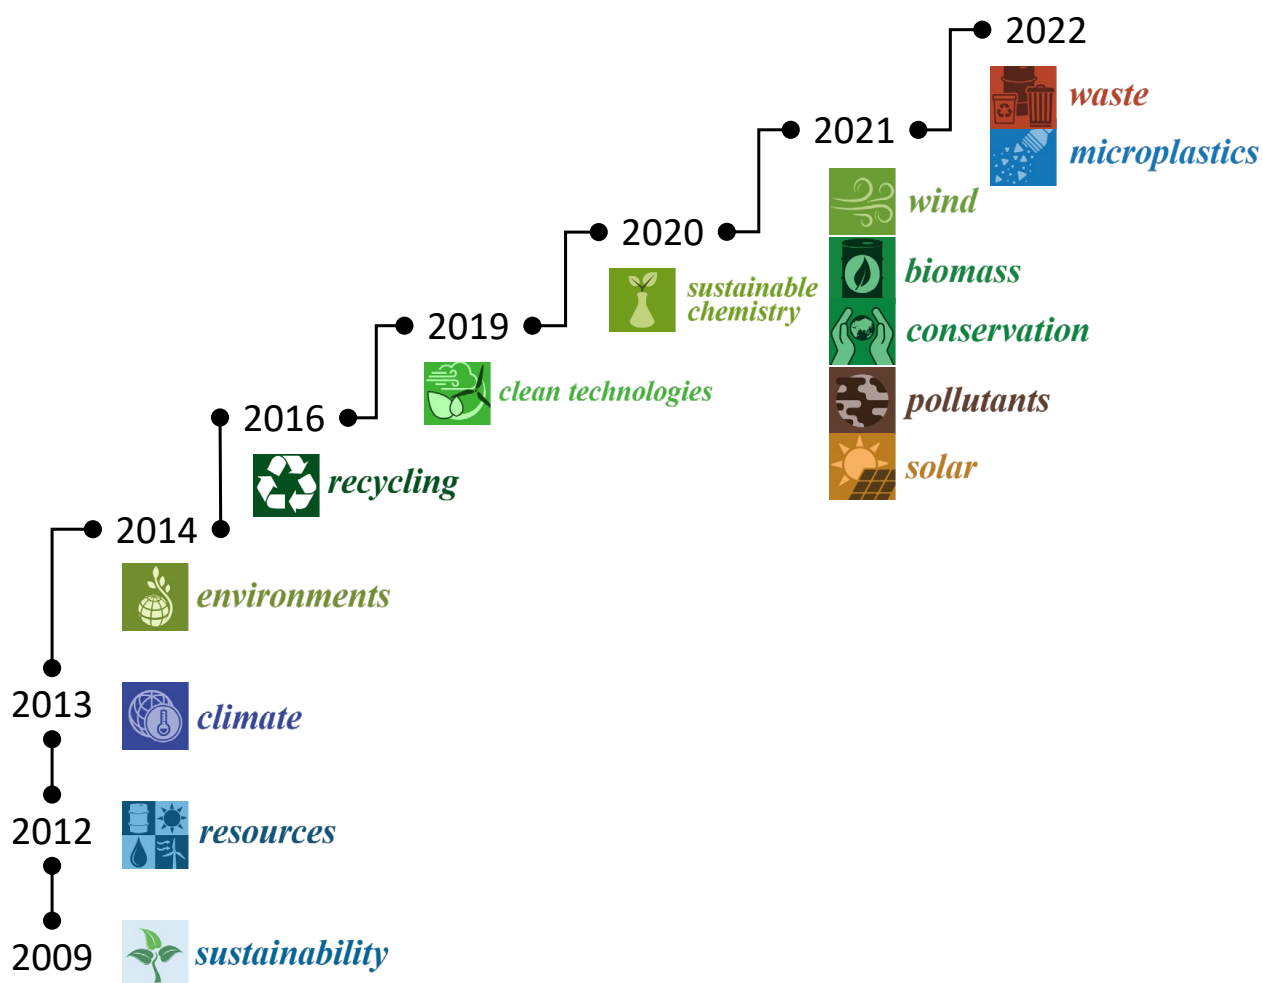 2022
waste
microplastics
2021
wind
biomass
conservation
pollutants
solar
2020
sustainable
chemistry
2019
clean technologies
2016
recycling
2014
environments
2013
climate
2012
resources
2009
sustainability